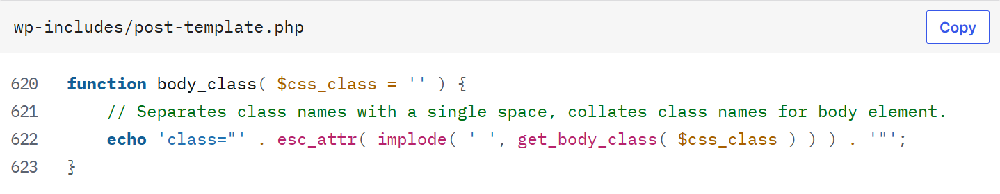 wp-includes/post-template.php
Copy
620 function body_class( $css_class = '' ) {
621 // Separates class names with a single space, collates class names for body element.
622 echo 'class="' . esc_attr( implode( ' ', get_body_class( $css_class ) ) ) . '"';
623 }